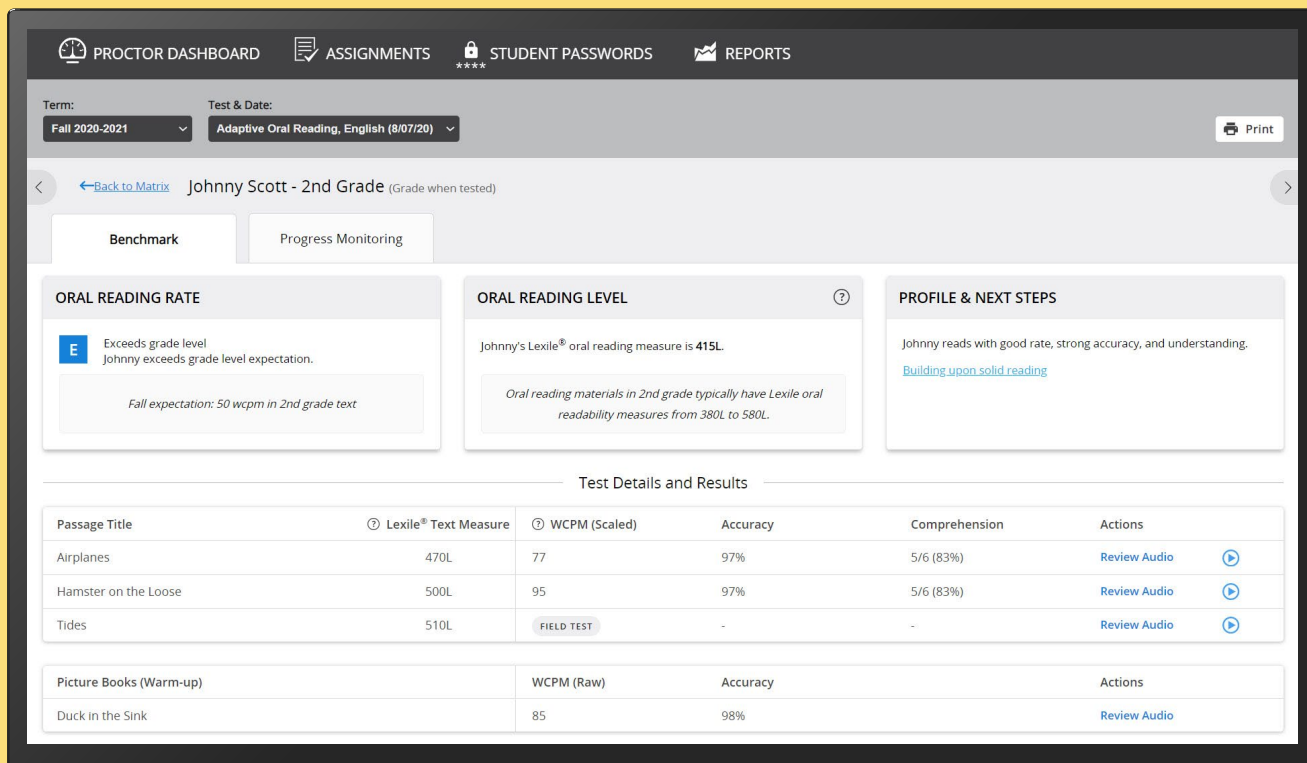 PROCTOR DASHBOARD ASSIGNMENTS **** STUDENT PASSWORDS REPORTS
Term: Test & Date:
Fall 2020-2021 Adaptive Oral Reading, English (8/07/20) Print
Back to Matrix Johnny Scott - 2nd Grade (Grade when tested)
Benchmark Progress Monitoring
ORAL READING RATE
E
Exceeds grade level
Johnny exceeds grade level expectation.
Fall expectation: 50 wcpm in 2nd grade text
ORAL READING LEVEL ?
Johnny's Lexile® oral reading measure is 415L.
Oral reading materials in 2nd grade typically have Lexile oral
readability measures from 380L to 580L.
PROFILE & NEXT STEPS
Johnny reads with good rate, strong accuracy, and understanding.
Building upon solid reading
Test Details and Results
Passage Title ? Lexile® Text Measure ? WCPM (Scaled) Accuracy Comprehension Actions
Airplanes 470L 77 97% 5/6 (83%) Review Audio
Hamster on the Loose 500L 95 97% 5/6 (83%) Review Audio
Tides 510L FIELD TEST - - Review Audio
Picture Books (Warm-up) WCPM (Raw) Accuracy Actions
Duck in the Sink 85 98% Review Audio